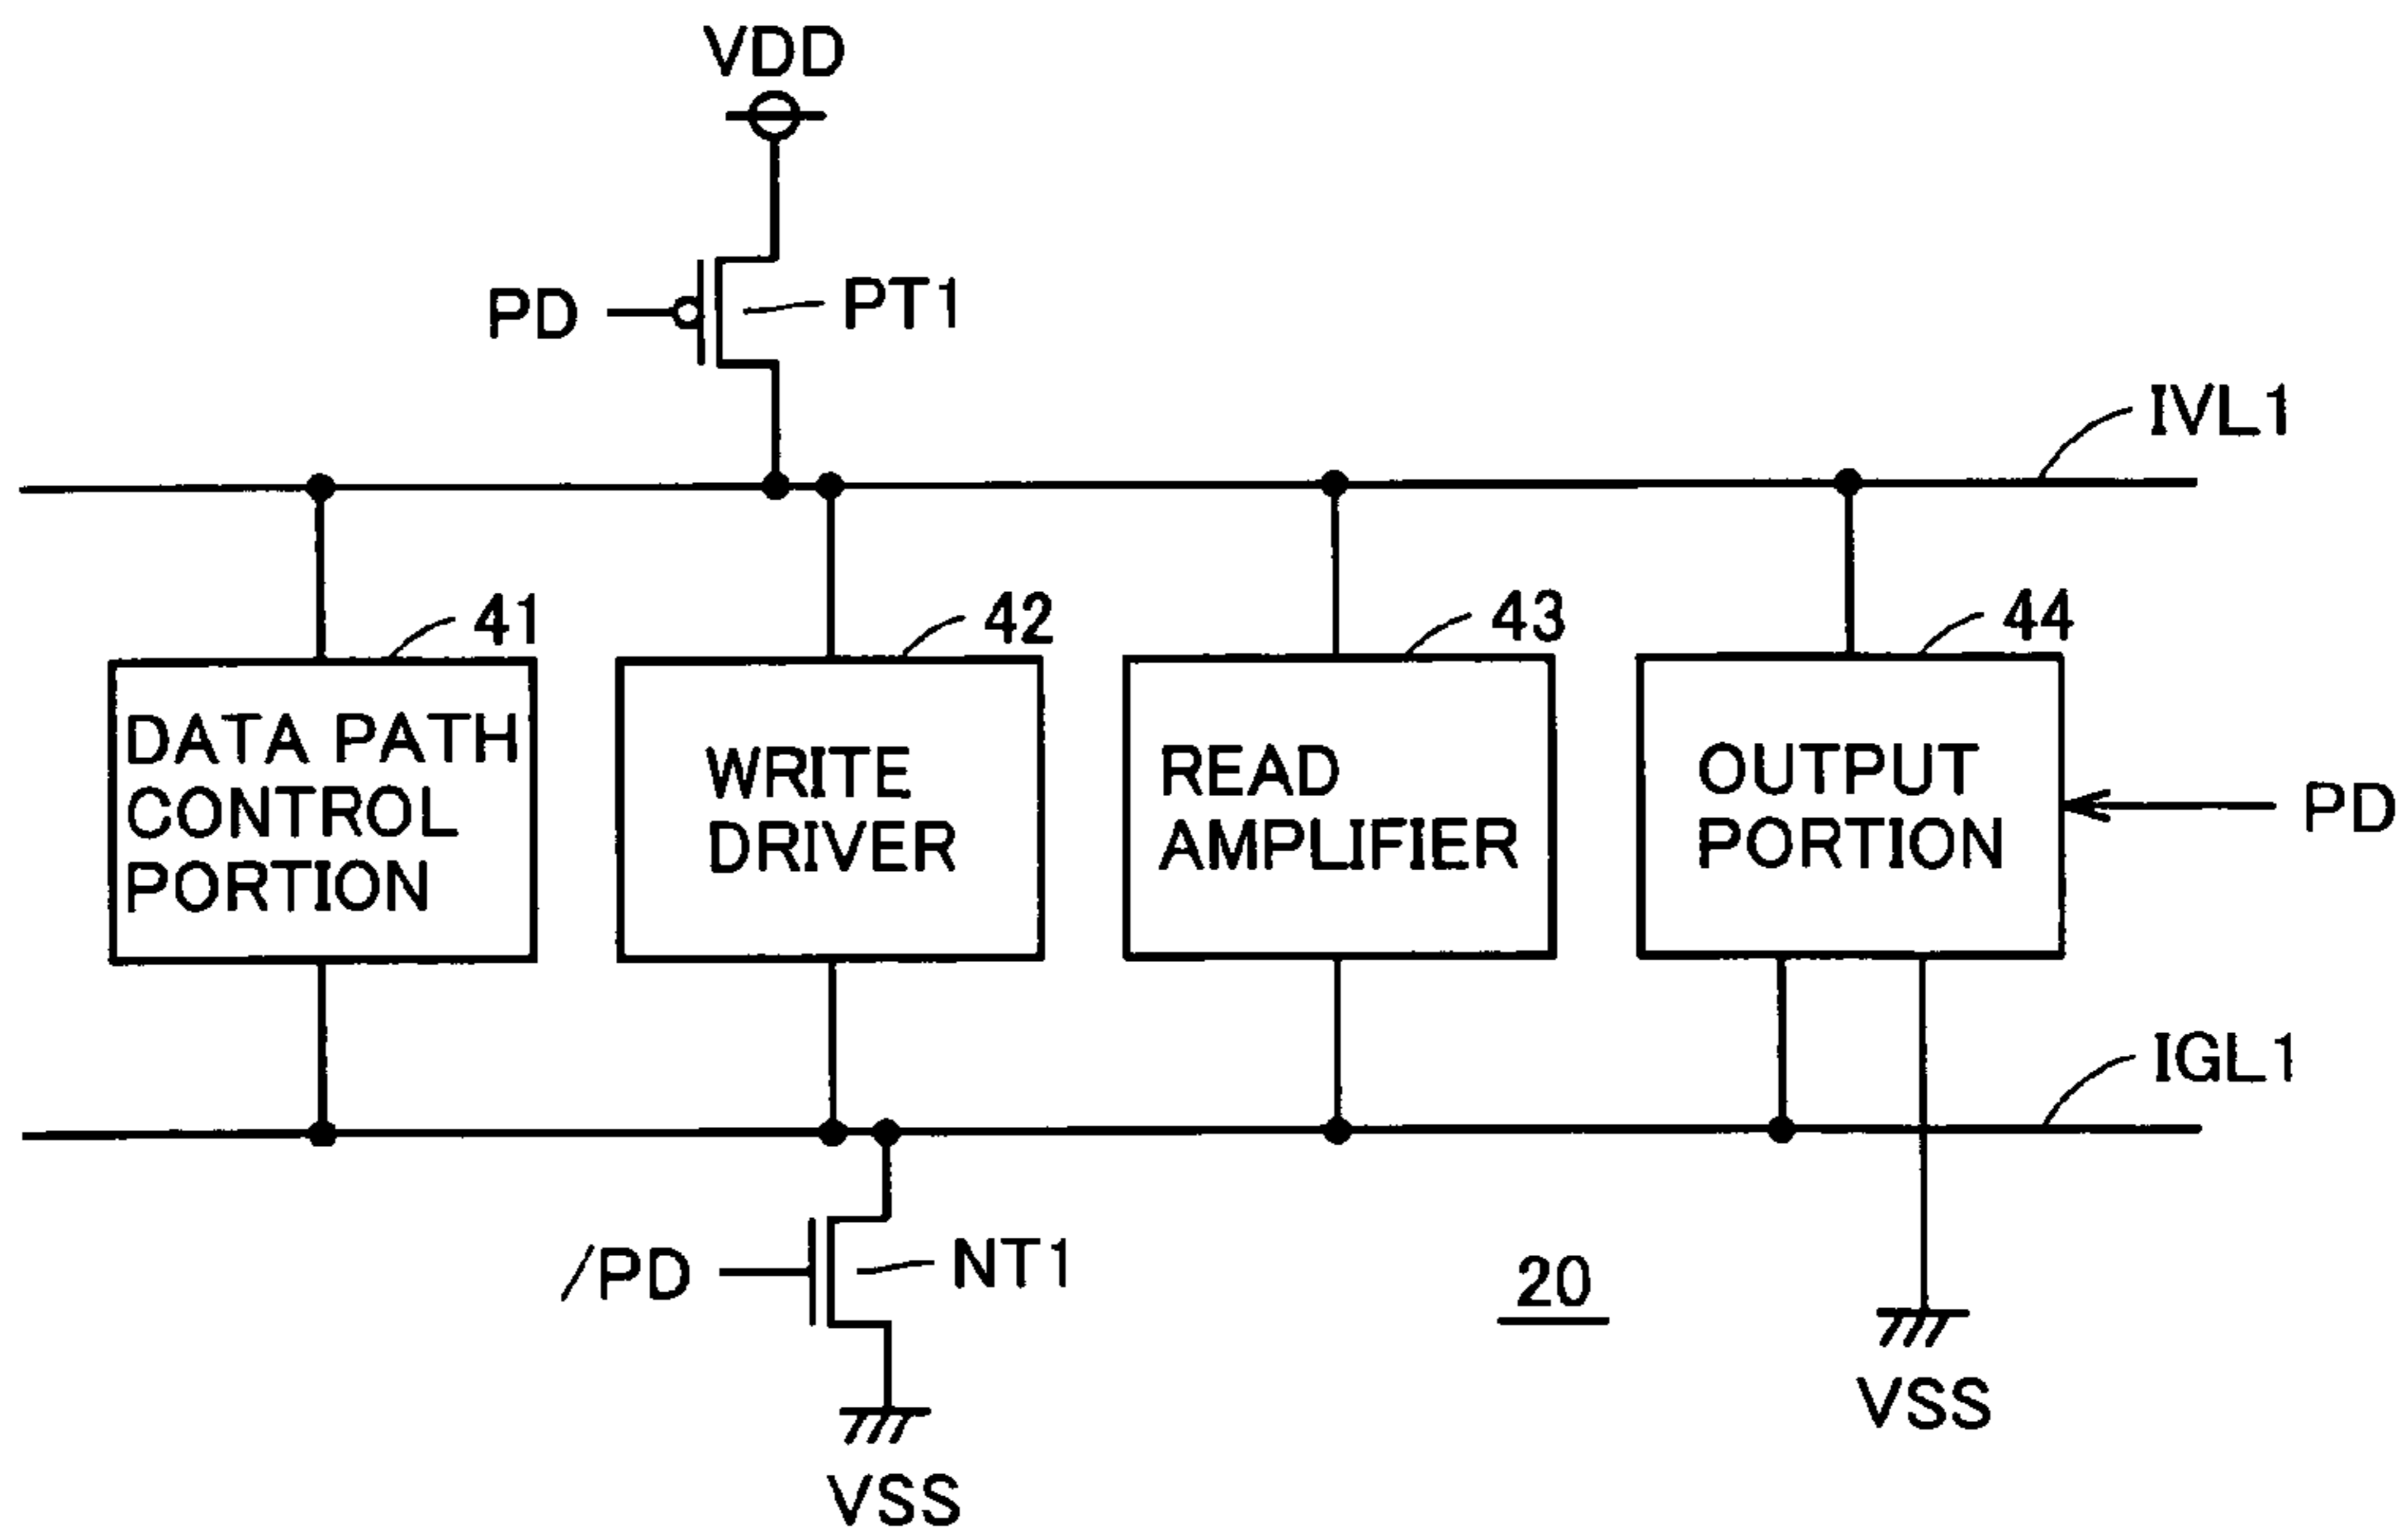 VDD
PD
PT1
IVL1
41
42
43
44
DATA PATH
CONTROL
PORTION
WRITE
DRIVER
READ
AMPLIFIER
OUTPUT
PORTION
PD
IGL1
/PD
NT1
20
VSS
VSS